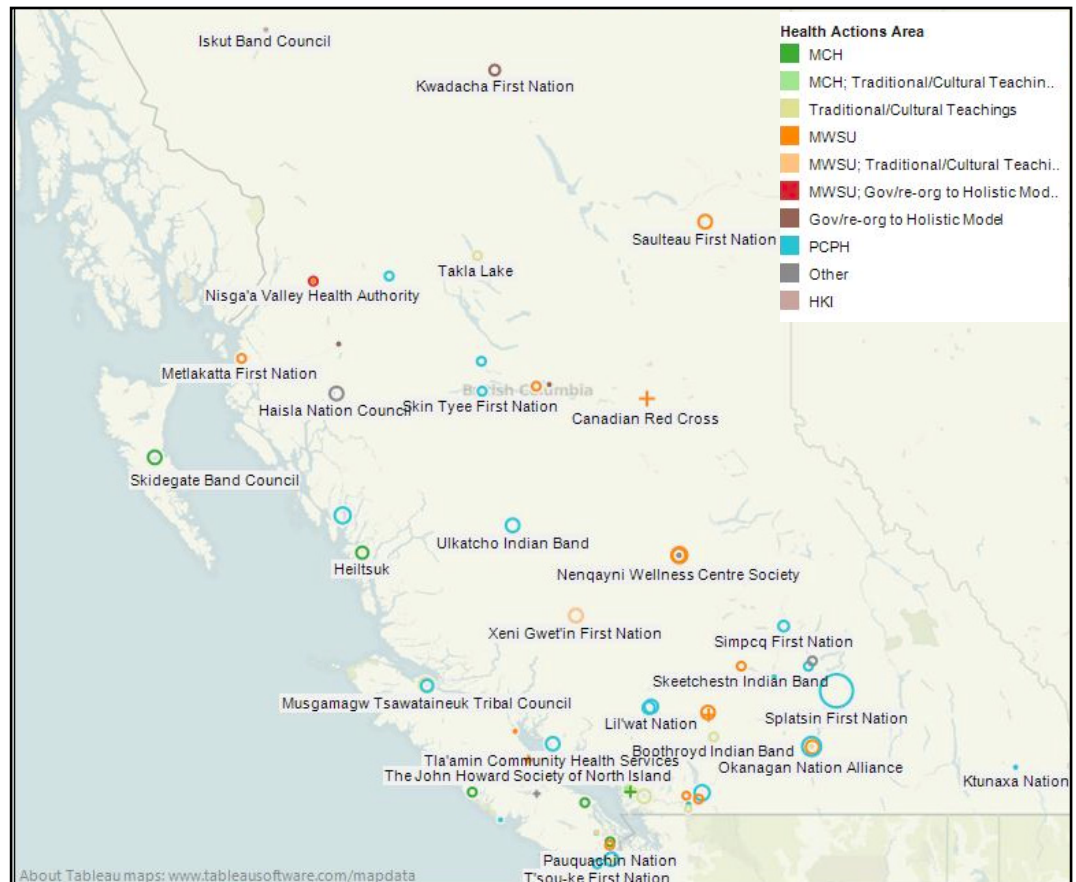 Health Actions Area
MCH
MCH; Traditional/Cultural Teachin..
Traditional/Cultural Teachings
MWSU
MWSU; Traditional/Cultural Teachi..
MWSU; Gov/re-org to Holistic Mod..
Gov/re-org to Holistic Model
PCPH
Other
HKI
Iskut Band Council
Kwadacha First Nation
Saulteau First Nation
Takla Lake
Nisga'a Valley Health Authority
Metlakatta First Nation
British Columbia
Haisla Nation Council
Skin Tyee First Nation
Canadian Red Cross
Skidegate Band Council
Ulkatcho Indian Band
Heiltsuk
Nenqayni Wellness Centre Society
Xeni Gwet'in First Nation
Simpcq First Nation
Skeetchestn Indian Band
Musgamagw Tsawataineuk Tribal Council
Lil'wat Nation
Splatsin First Nation
Boothroyd Indian Band
Tla'amin Community Health Services
Okanagan Nation Alliance
The John Howard Society of North Island
Ktunaxa Nation
Pauquachin Nation
T'sou-ke First Nation
About Tableau maps: www.tableausoftware.com/mapdata